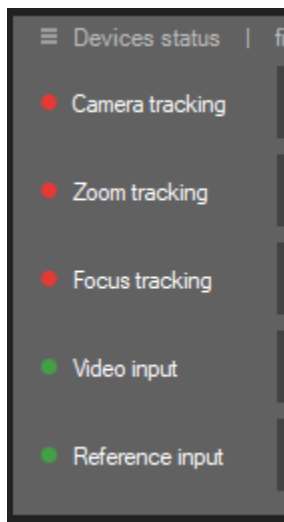 Devices status |
Camera tracking
Zoom tracking
Focus tracking
Video input
Reference input